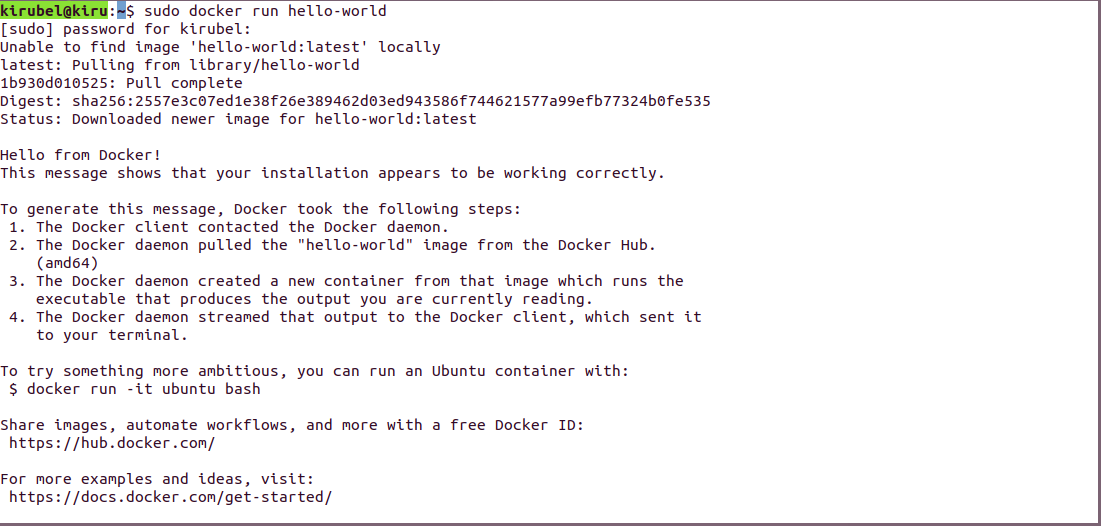 kirubel@kiru:~$ sudo docker run hello-world
[sudo] password for kirubel:
Unable to find image 'hello-world:latest' locally
latest: Pulling from library/hello-world
1b930d010525: Pull complete
Digest: sha256:2557e3c07ed1e38f26e389462d03ed943586f744621577a99efb77324b0fe535
Status: Downloaded newer image for hello-world:latest

Hello from Docker!
This message shows that your installation appears to be working correctly.

To generate this message, Docker took the following steps:
 1. The Docker client contacted the Docker daemon.
 2. The Docker daemon pulled the "hello-world" image from the Docker Hub.
    (amd64)
 3. The Docker daemon created a new container from that image which runs the
    executable that produces the output you are currently reading.
 4. The Docker daemon streamed that output to the Docker client, which sent it
    to your terminal.

To try something more ambitious, you can run an Ubuntu container with:
 $ docker run -it ubuntu bash

Share images, automate workflows, and more with a free Docker ID:
 https://hub.docker.com/

For more examples and ideas, visit:
 https://docs.docker.com/get-started/